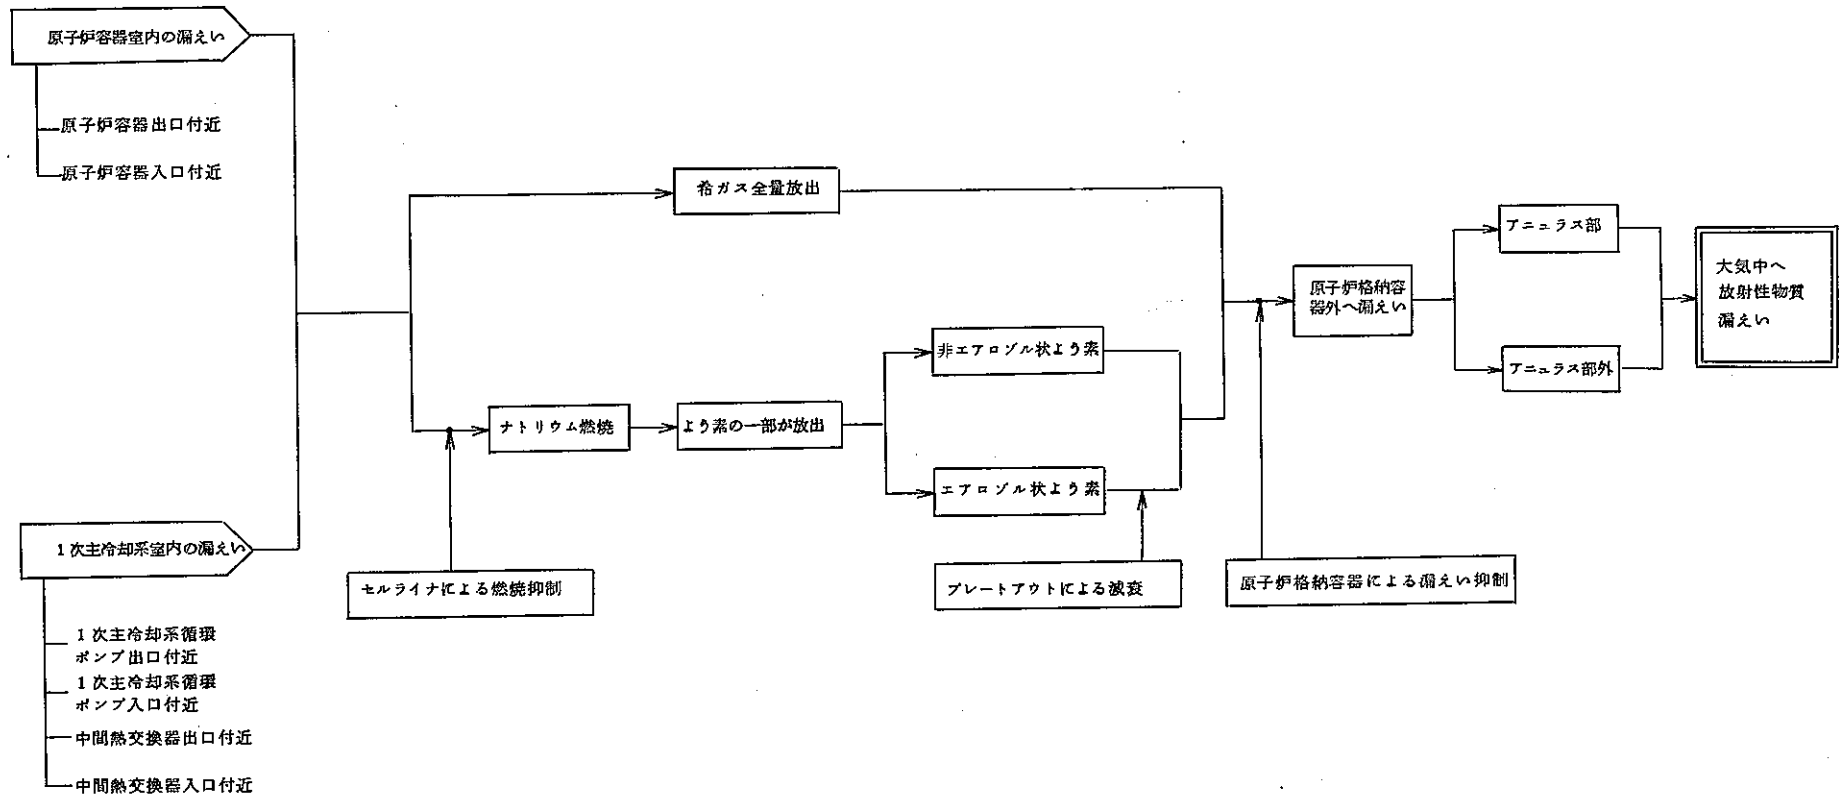 原子炉容器室内の漏えい
原子炉容器出口付近
原子炉容器入口付近
希ガス全量放出
アニュラス部
原子炉格納容
器外へ漏えい
大気中へ
放射性物質
漏えい
アニュラス部外
非エアロゾル状よう素
ナトリウム燃焼
よう素の一部が放出
エアロゾル状よう素
1次主冷却系室内の漏えい
セルライナによる燃焼抑制
プレートアウトによる減衰
原子炉格納容器による漏えい抑制
1次主冷却系循環
ポンプ出口付近
1次主冷却系循環
ポンプ入口付近
中間熱交換器出口付近
中間熱交換器入口付近